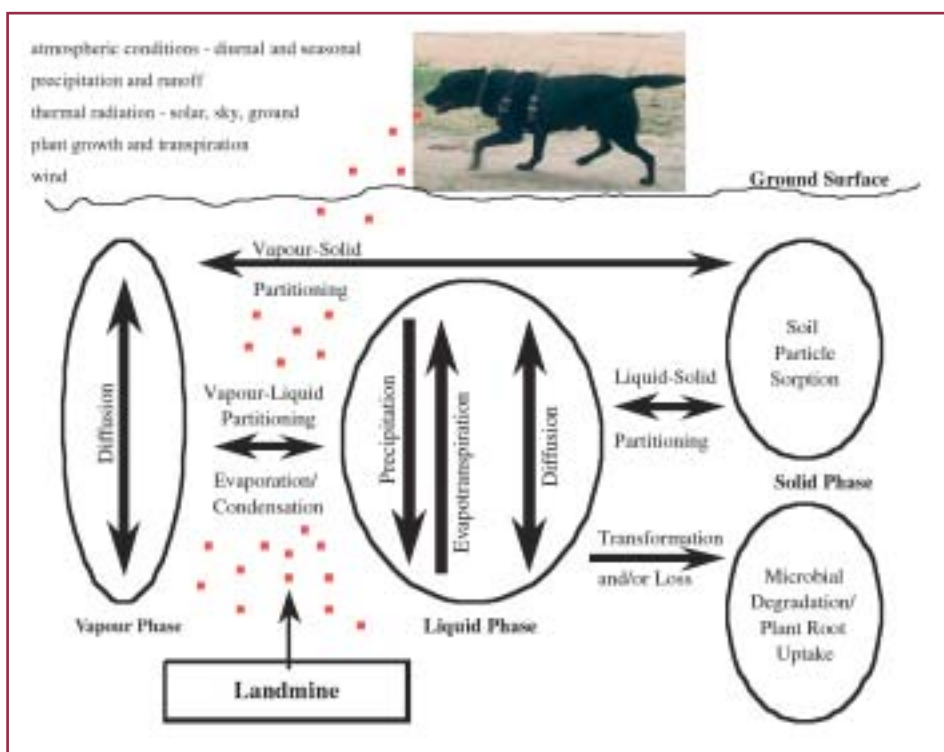 atmospheric conditions - diurnal and seasonal
precipitation and runoff
thermal radiation - solar, sky, ground
plant growth and transpiration
wind
Ground Surface
Vapour-Solid
Partitioning
Diffusion
Vapour-Liquid
Partitioning
Evaporation/
Condensation
Precipitation
Evapotranspiration
Diffusion
Liquid-Solid
Partitioning
Soil
Particle
Sorption
Solid Phase
Transformation
and/or Loss
Microbial
Degradation/
Plant Root
Uptake
Vapour Phase
Liquid Phase
Landmine